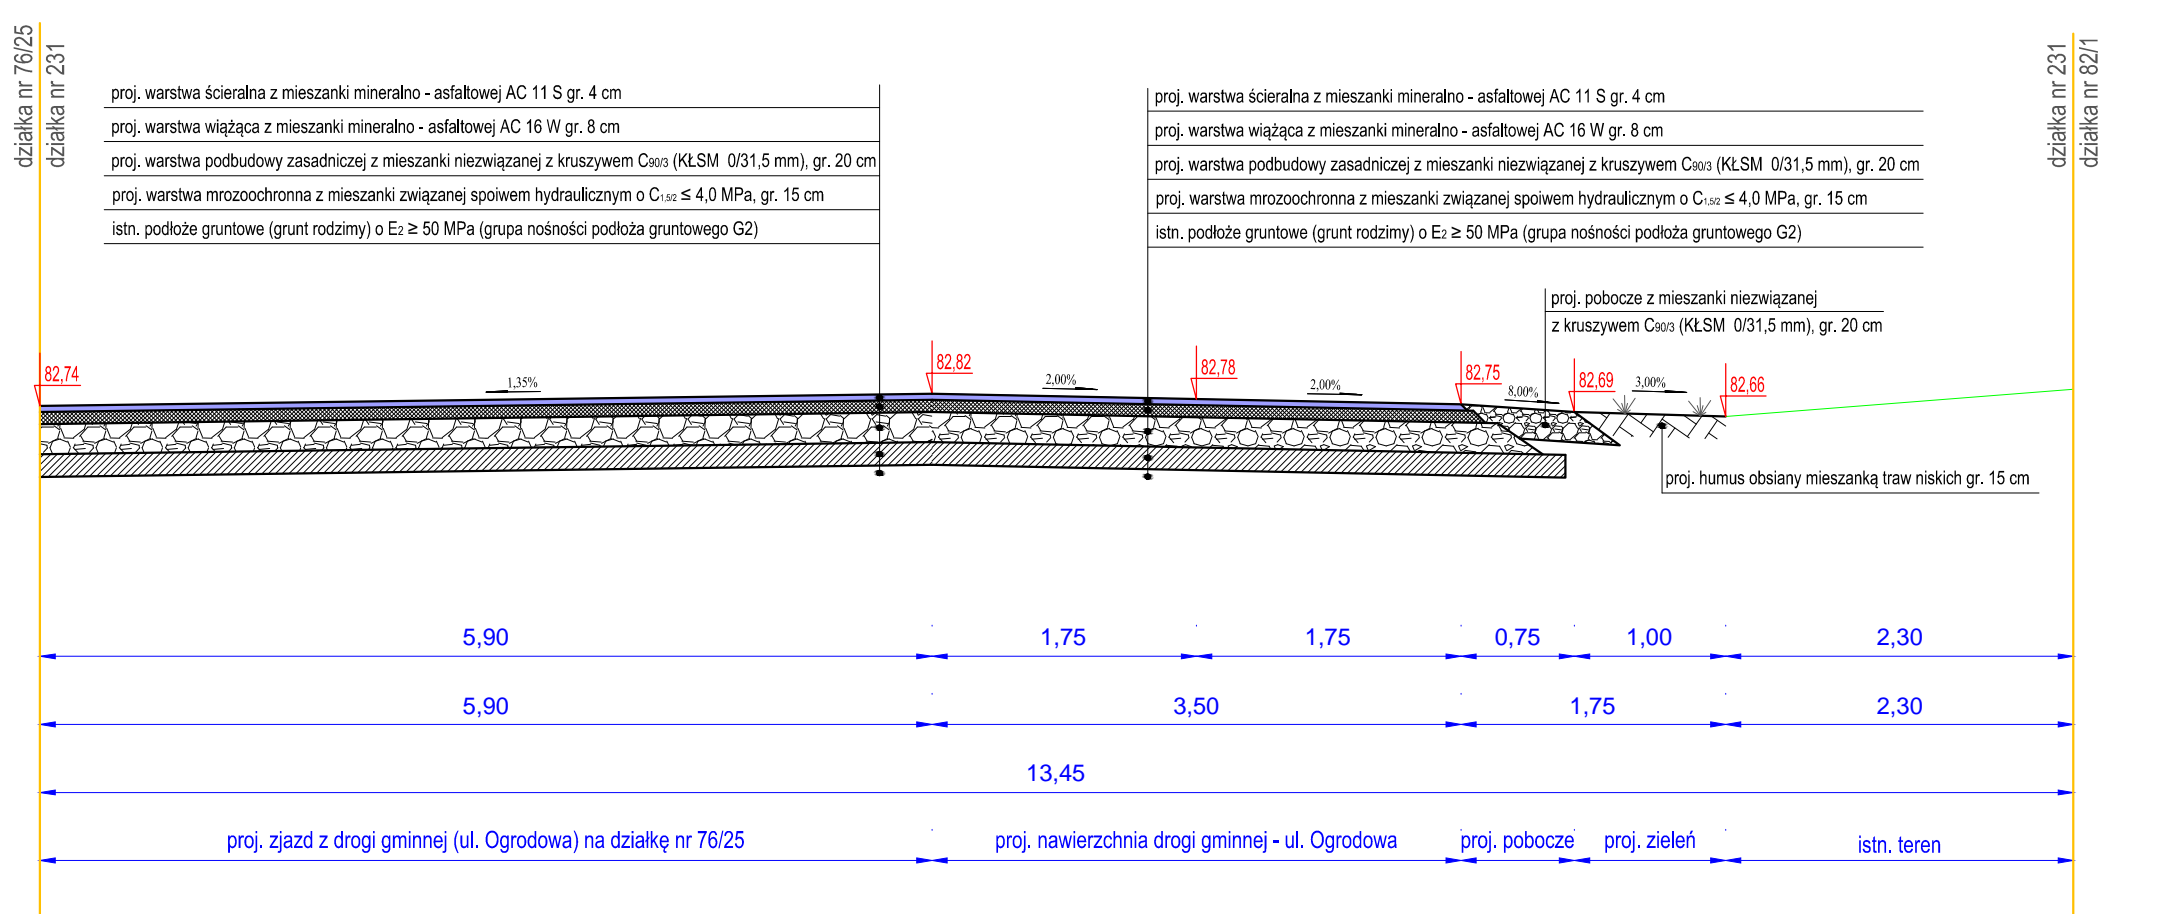 działka nr 76/25
działka nr 231
działka nr 231
działka nr 82/1
proj. warstwa ścieralna z mieszanki mineralno - asfaltowej AC 11 S gr. 4 cm
proj. warstwa wiążąca z mieszanki mineralno - asfaltowej AC 16 W gr. 8 cm
proj. warstwa podbudowy zasadniczej z mieszanki niezwiązanej z kruszywem C90/3 (KŁSM 0/31,5 mm), gr. 20 cm
proj. warstwa mrozoochronna z mieszanki związanej spoiwem hydraulicznym o C1,5/2 ≤ 4,0 MPa, gr. 15 cm
istn. podłoże gruntowe (grunt rodzimy) o E2 ≥ 50 MPa (grupa nośności podłoża gruntowego G2)
proj. warstwa ścieralna z mieszanki mineralno - asfaltowej AC 11 S gr. 4 cm
proj. warstwa wiążąca z mieszanki mineralno - asfaltowej AC 16 W gr. 8 cm
proj. warstwa podbudowy zasadniczej z mieszanki niezwiązanej z kruszywem C90/3 (KŁSM 0/31,5 mm), gr. 20 cm
proj. warstwa mrozoochronna z mieszanki związanej spoiwem hydraulicznym o C1,5/2 ≤ 4,0 MPa, gr. 15 cm
istn. podłoże gruntowe (grunt rodzimy) o E2 ≥ 50 MPa (grupa nośności podłoża gruntowego G2)
proj. pobocze z mieszanki niezwiązanej
z kruszywem C90/3 (KŁSM 0/31,5 mm), gr. 20 cm
82,74
1,35%
82,82
2,00%
82,78
2,00%
82,75
8,00%
82,69
3,00%
82,66
proj. humus obsiany mieszanką traw niskich gr. 15 cm
5,90
1,75
1,75
0,75
1,00
2,30
5,90
3,50
1,75
2,30
13,45
proj. zjazd z drogi gminnej (ul. Ogrodowa) na działkę nr 76/25
proj. nawierzchnia drogi gminnej - ul. Ogrodowa
proj. pobocze
proj. zieleń
istn. teren